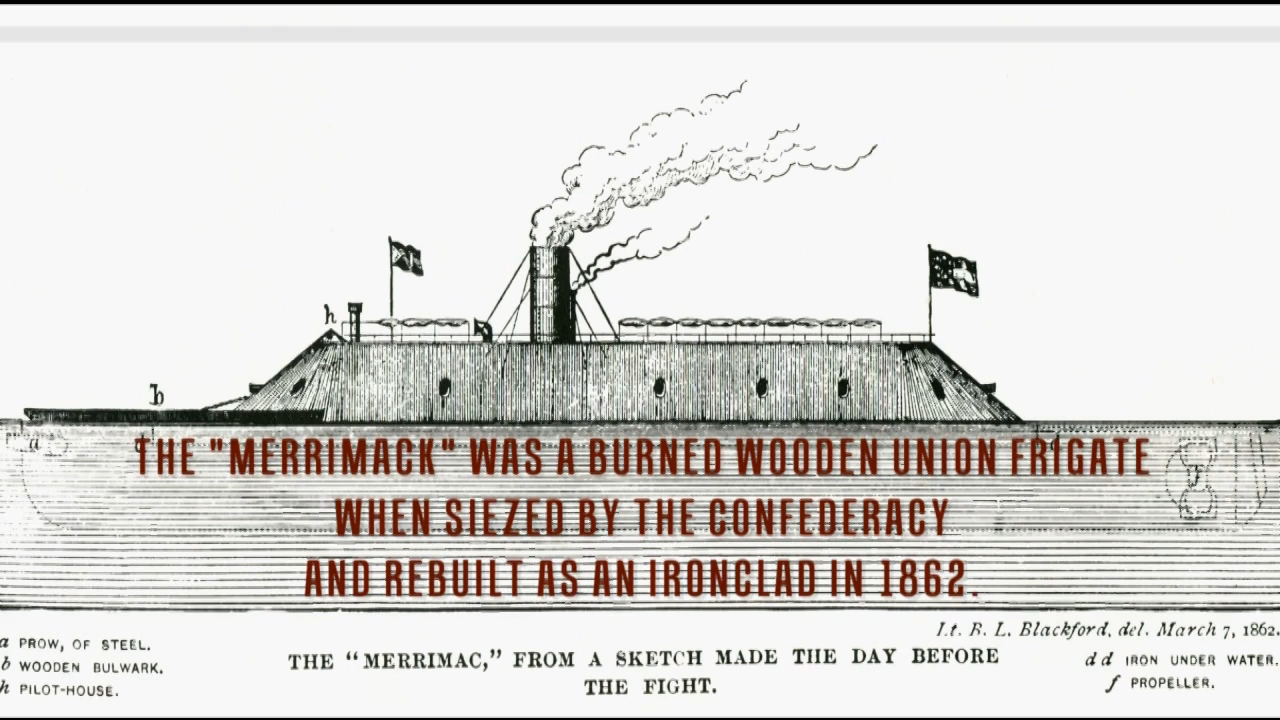 h
b
a
d
THE "MERRIMACK" WAS A BURNED WOODEN UNION FRIGATE
WHEN SIEZED BY THE CONFEDERACY
AND REBUILT AS AN IRONCLAD IN 1862.
Lt. B. L. Blackford, del. March 7, 1862.
a PROW, OF STEEL.
b WOODEN BULWARK.
h PILOT-HOUSE.
THE “MERRIMAC,” FROM A SKETCH MADE THE DAY BEFORE
THE FIGHT.
d d IRON UNDER WATER.
f PROPELLER.